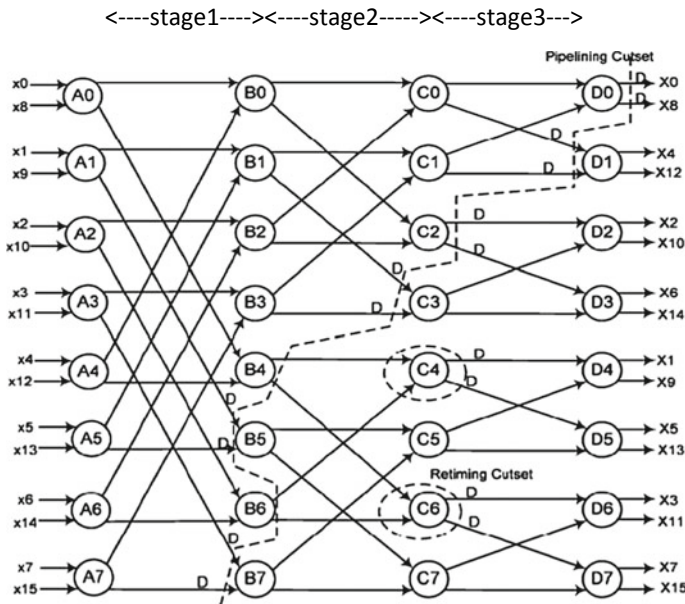 <----stage1----><----stage2-----><----stage3--->
Pipelining Cutset
x0 A0 B0 C0 D D0 D X0
x8 D X8
D
x1 A1 B1 C1 D1 X4
x9 D X12
x2 A2 B2 C2 D D2 X2
x10 D X10
D
x3 A3 B3 C3 D3 X6
x11 D X14
x4 A4 B4 C4 D D4 X1
x12 D X9
D
x5 A5 B5 C5 D5 X5
x13 D X13
Retiming Cutset
x6 A6 B6 C6 D D6 X3
x14 D X11
D
x7 A7 B7 C7 D7 X7
x15 D X15